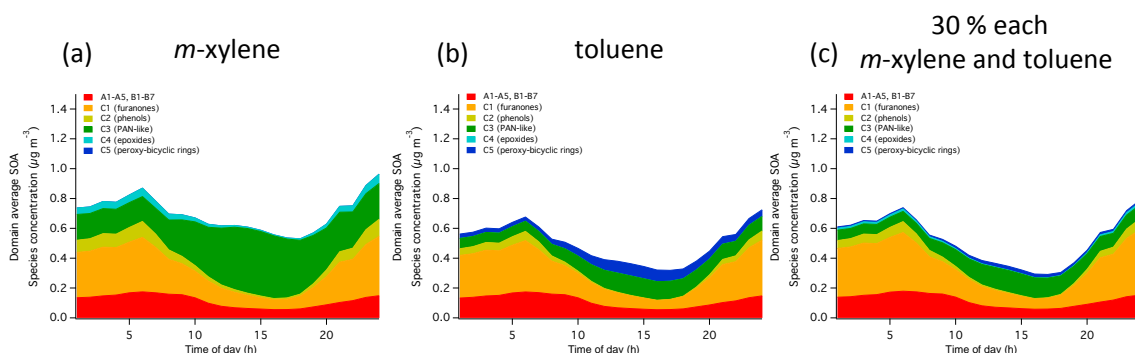 (a)
m-xylene
(b)
toluene
(c)
30 % each
m-xylene and toluene
Domain average SOA
Species concentration (µg m⁻³)
1.4
1.2
1.0
0.8
0.6
0.4
0.2
0.0
A1-A5, B1-B7
C1 (furanones)
C2 (phenols)
C3 (PAN-like)
C4 (epoxides)
C5 (peroxy-bicyclic rings)
5
10
15
20
Time of day (h)
Domain average SOA
Species concentration (µg m⁻³)
1.4
1.2
1.0
0.8
0.6
0.4
0.2
0.0
A1-A5, B1-B7
C1 (furanones)
C2 (phenols)
C3 (PAN-like)
C4 (epoxides)
C5 (peroxy-bicyclic rings)
5
10
15
20
Time of day (h)
Domain average SOA
Species concentration (µg m⁻³)
1.4
1.2
1.0
0.8
0.6
0.4
0.2
0.0
A1-A5, B1-B7
C1 (furanones)
C2 (phenols)
C3 (PAN-like)
C4 (epoxides)
C5 (peroxy-bicyclic rings)
5
10
15
20
Time of day (h)